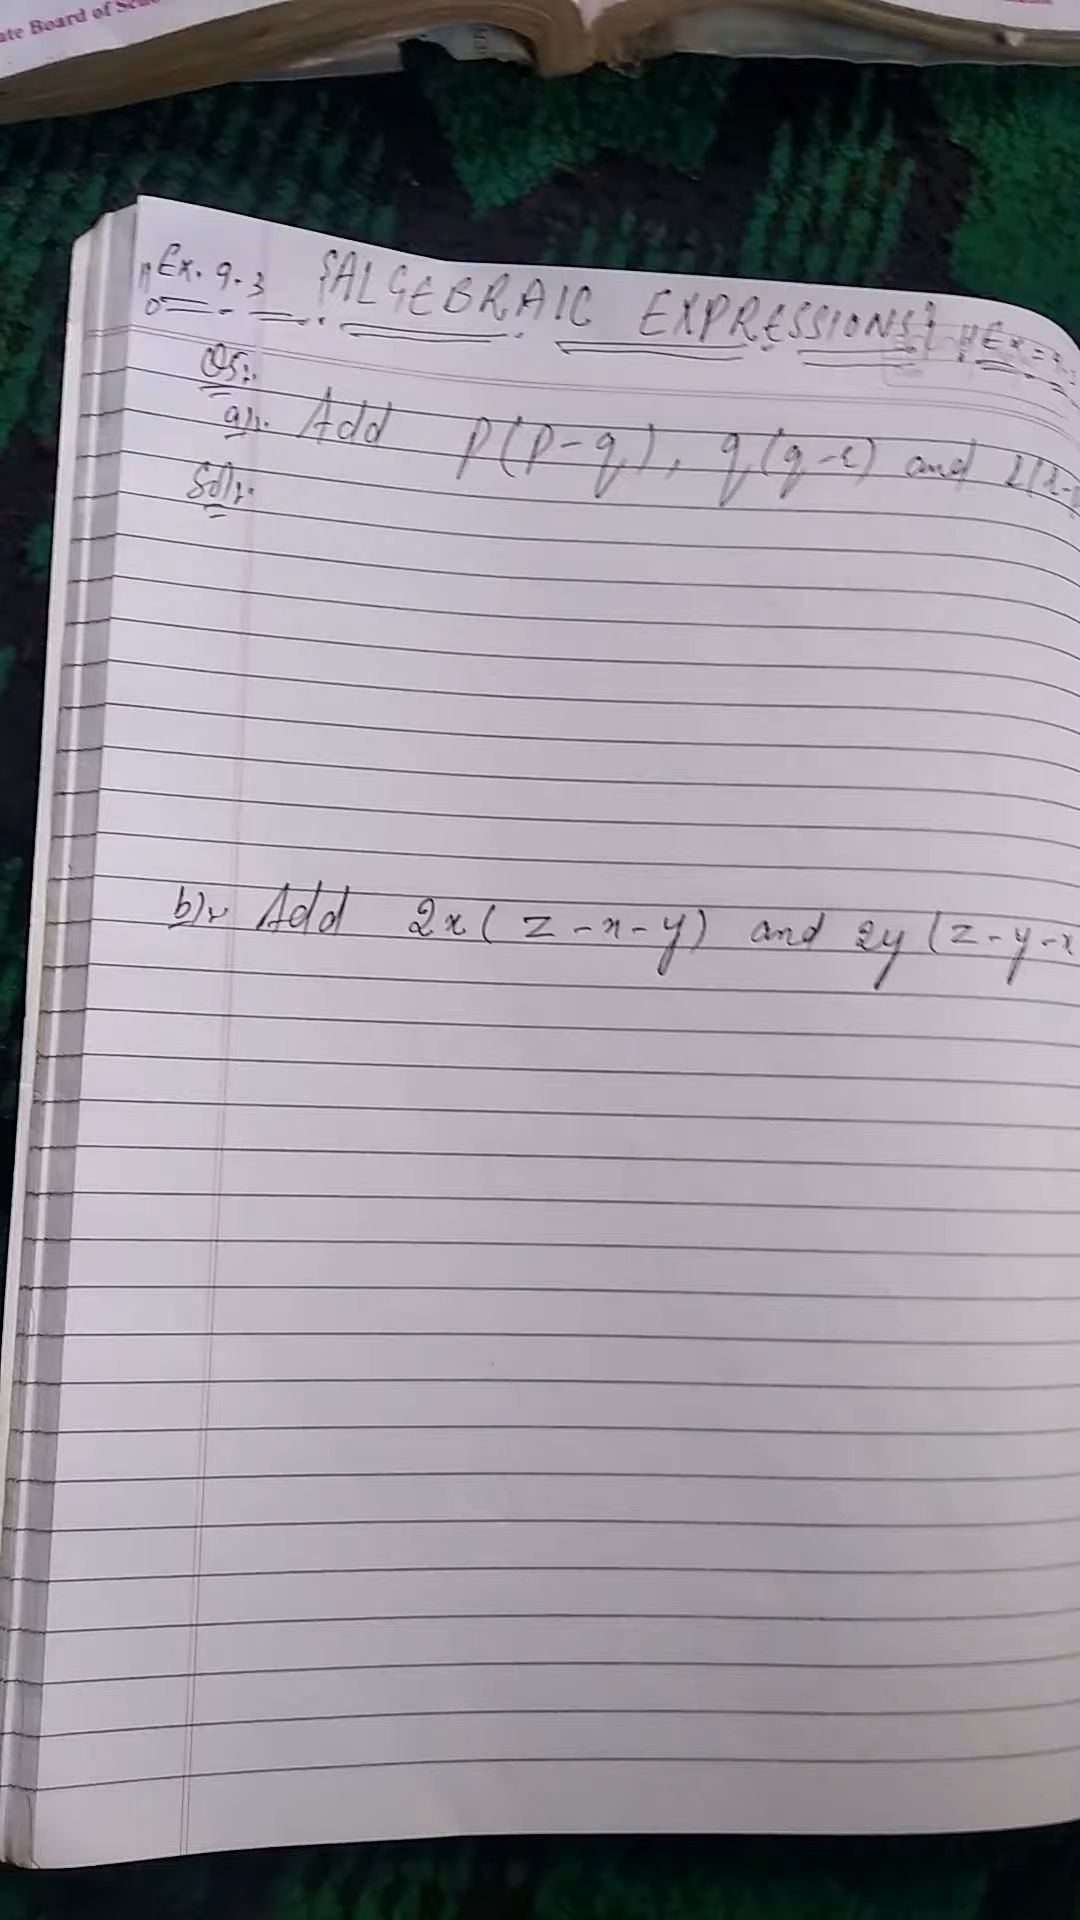 ate Board of
Ex. 9.3 {ALGEBRAIC EXPRESSIONS}
Q5:.
a):. Add p(p-q), q(q-r) and
Sol:.
b):. Add 2x(z-x-y) and 2y(z-y-x